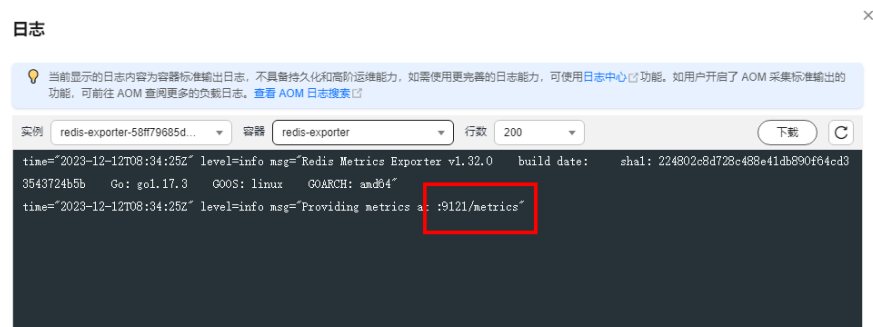 日志
当前显示的日志内容为容器标准输出日志，不具备持久化和高阶运维能力，如需使用更完善的日志能力，可使用日志中心功能。如用户开启了 AOM 采集标准输出的
功能，可前往 AOM 查阅更多的负载日志。查看 AOM 日志搜索
实例 redis-exporter-58ff79685d... 容器 redis-exporter 行数 200 下载
time="2023-12-12T08:34:25Z" level=info msg="Redis Metrics Exporter v1.32.0 build date: sha1: 224802c8d728c488e41db890f64cd3
3543724b5b Go: go1.17.3 GOOS: linux GOARCH: amd64"
time="2023-12-12T08:34:25Z" level=info msg="Providing metrics at :9121/metrics"